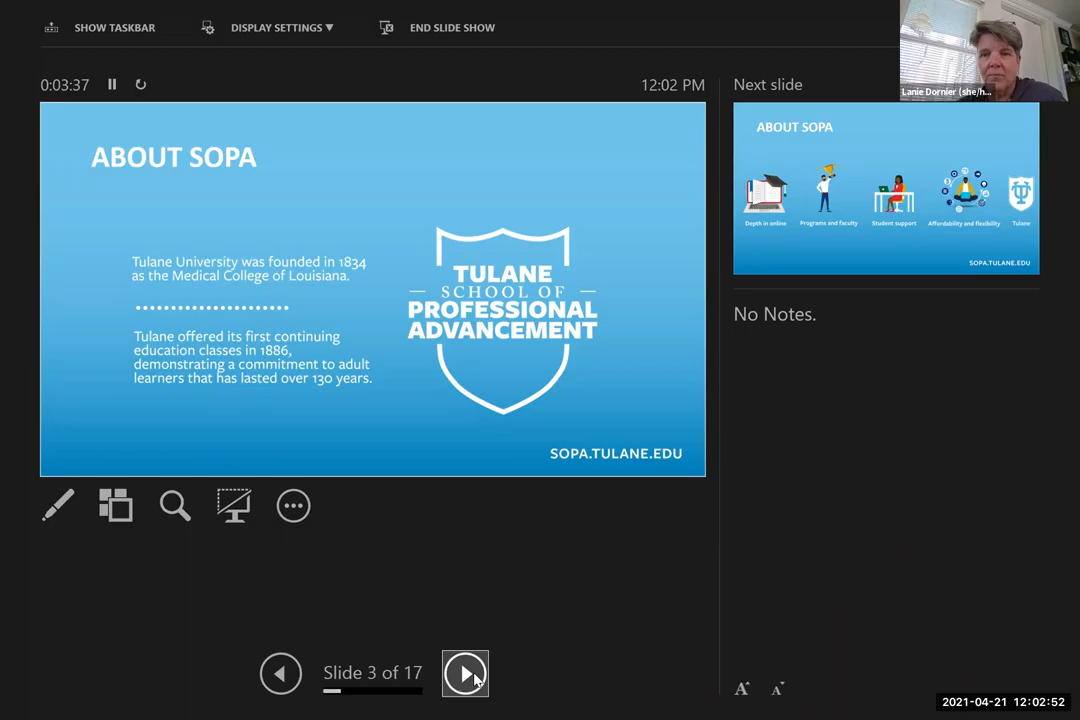 SHOW TASKBAR
DISPLAY SETTINGS ▼
END SLIDE SHOW
Lanie Dornier (she/h...
0:03:37
12:02 PM
Next slide
ABOUT SOPA
Tulane University was founded in 1834
as the Medical College of Louisiana.
Tulane offered its first continuing
education classes in 1886,
demonstrating a commitment to adult
learners that has lasted over 130 years.
TULANE
SCHOOL OF
PROFESSIONAL
ADVANCEMENT
SOPA.TULANE.EDU
ABOUT SOPA
Depth in online
Programs and faculty
Student support
Affordability and flexibility
Tulane
SOPA.TULANE.EDU
No Notes.
Slide 3 of 17
A A
2021-04-21 12:02:52